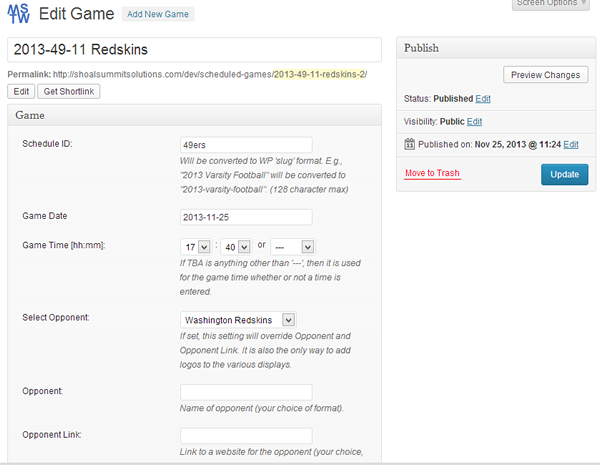 MSTW
Edit Game
Add New Game
Screen Options
2013-49-11 Redskins
Permalink: http://shoalsummitsolutions.com/dev/scheduled-games/2013-49-11-redskins-2/
Edit
Get Shortlink
Game
Schedule ID:
49ers
Will be converted to WP 'slug' format. E.g.,
"2013 Varsity Football" will be converted to
"2013-varsity-football". (128 character max)
Game Date
2013-11-25
Game Time [hh:mm]:
17 : 40 or ---
If TBA is anything other than '---', then it is used
for the game time whether or not a time is
entered.
Select Opponent:
Washington Redskins
If set, this setting will override Opponent and
Opponent Link. It is also the only way to add
logos to the various displays.
Opponent:
Name of opponent (your choice of format).
Opponent Link:
Link to a website for the opponent (your choice,
Publish
Preview Changes
Status: Published Edit
Visibility: Public Edit
Published on: Nov 25, 2013 @ 11:24 Edit
Move to Trash
Update